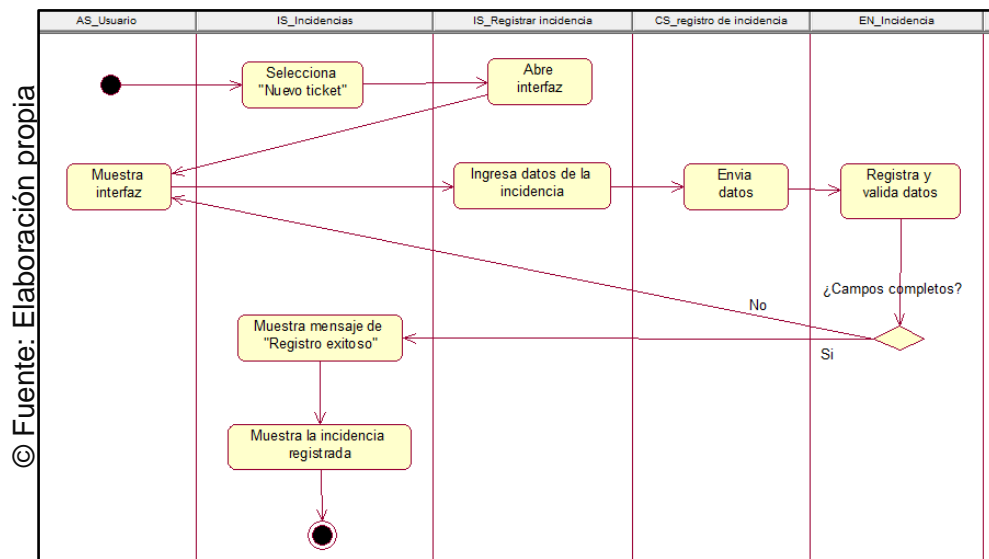 AS_Usuario
IS_Incidencias
IS_Registrar incidencia
CS_registro de incidencia
EN_Incidencia
Selecciona
"Nuevo ticket"
Abre
interfaz
Muestra
interfaz
Ingresa datos de la
incidencia
Envia
datos
Registra y
valida datos
¿Campos completos?
No
Si
Muestra mensaje de
"Registro exitoso"
Muestra la incidencia
registrada
© Fuente: Elaboración propia